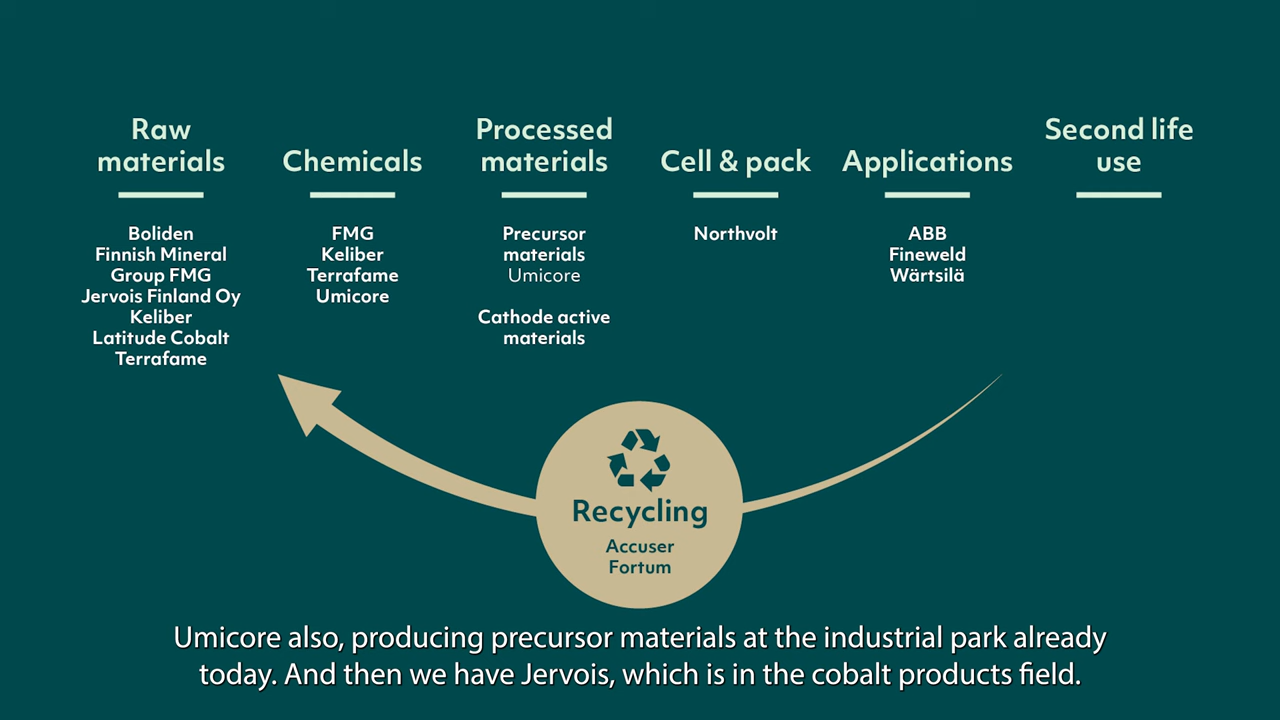 Raw
materials
Chemicals
Processed
materials
Cell & pack
Applications
Second life
use
Boliden
Finnish Mineral
Group FMG
Jervois Finland Oy
Keliber
Latitude Cobalt
Terrafame
FMG
Keliber
Terrafame
Umicore
Precursor
materials
Umicore
Cathode active
materials
Northvolt
ABB
Fineweld
Wärtsilä
Recycling
Accuser
Fortum
Umicore also, producing precursor materials at the industrial park already
today. And then we have Jervois, which is in the cobalt products field.